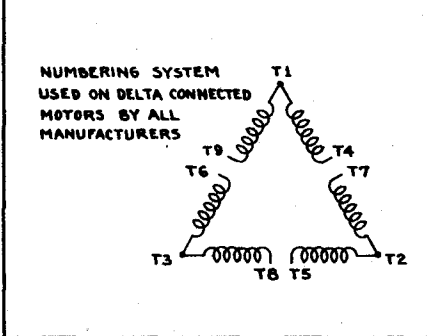 NUMBERING SYSTEM
USED ON DELTA CONNECTED
MOTORS BY ALL
MANUFACTURERS
T1
T9
T4
T6
T7
T3
T2
T8
T5